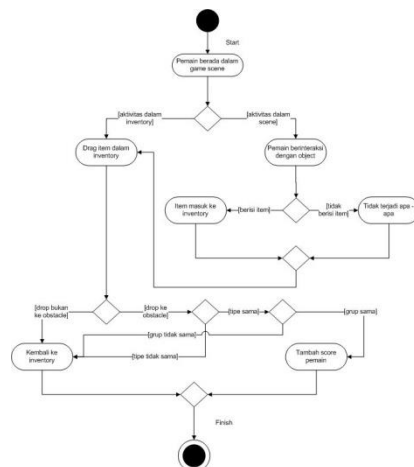 Start
Pemain berada dalam
game scene
[aktivitas dalam
inventory]
[aktivitas dalam
scene]
Drag item dalam
inventory
Pemain berinteraksi
dengan object
Item masuk ke
inventory
[berisi item]
[tidak
berisi item]
Tidak terjadi apa -
apa
[drop bukan
ke obstacle]
[drop ke
obstacle]
[tipe sama]
[grup sama]
[grup tidak sama]
Kembali ke
inventory
[tipe tidak sama]
Tambah score
pemain
Finish